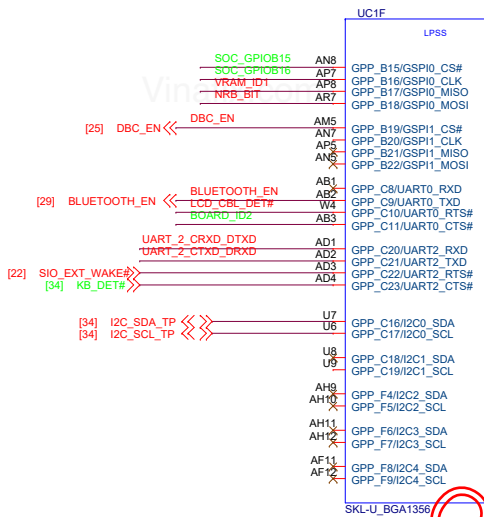 UC1F
LPSS
SOC_GPIOB15 AN8 GPP_B15/GSPI0_CS#
SOC_GPIOB16 AP7 GPP_B16/GSPI0_CLK
VRAM_ID1 AP8 GPP_B17/GSPI0_MISO
NRB_BIT AR7 GPP_B18/GSPI0_MOSI
[25] DBC_EN DBC_EN AM5 GPP_B19/GSPI1_CS#
AN7 GPP_B20/GSPI1_CLK
AP5 GPP_B21/GSPI1_MISO
AN5 GPP_B22/GSPI1_MOSI
AB1 GPP_C8/UART0_RXD
[29] BLUETOOTH_EN BLUETOOTH_EN AB2 GPP_C9/UART0_TXD
LCD_CBL_DET# W4 GPP_C10/UART0_RTS#
BOARD_ID2 AB3 GPP_C11/UART0_CTS#
UART_2_CRXD_DTXD AD1 GPP_C20/UART2_RXD
UART_2_CTXD_DRXD AD2 GPP_C21/UART2_TXD
[22] SIO_EXT_WAKE# AD3 GPP_C22/UART2_RTS#
[34] KB_DET# AD4 GPP_C23/UART2_CTS#
[34] I2C_SDA_TP U7 GPP_C16/I2C0_SDA
[34] I2C_SCL_TP U6 GPP_C17/I2C0_SCL
U8 GPP_C18/I2C1_SDA
U9 GPP_C19/I2C1_SCL
AH9 GPP_F4/I2C2_SDA
AH10 GPP_F5/I2C2_SCL
AH11 GPP_F6/I2C3_SDA
AH12 GPP_F7/I2C3_SCL
AF11 GPP_F8/I2C4_SDA
AF12 GPP_F9/I2C4_SCL
SKL-U_BGA1356